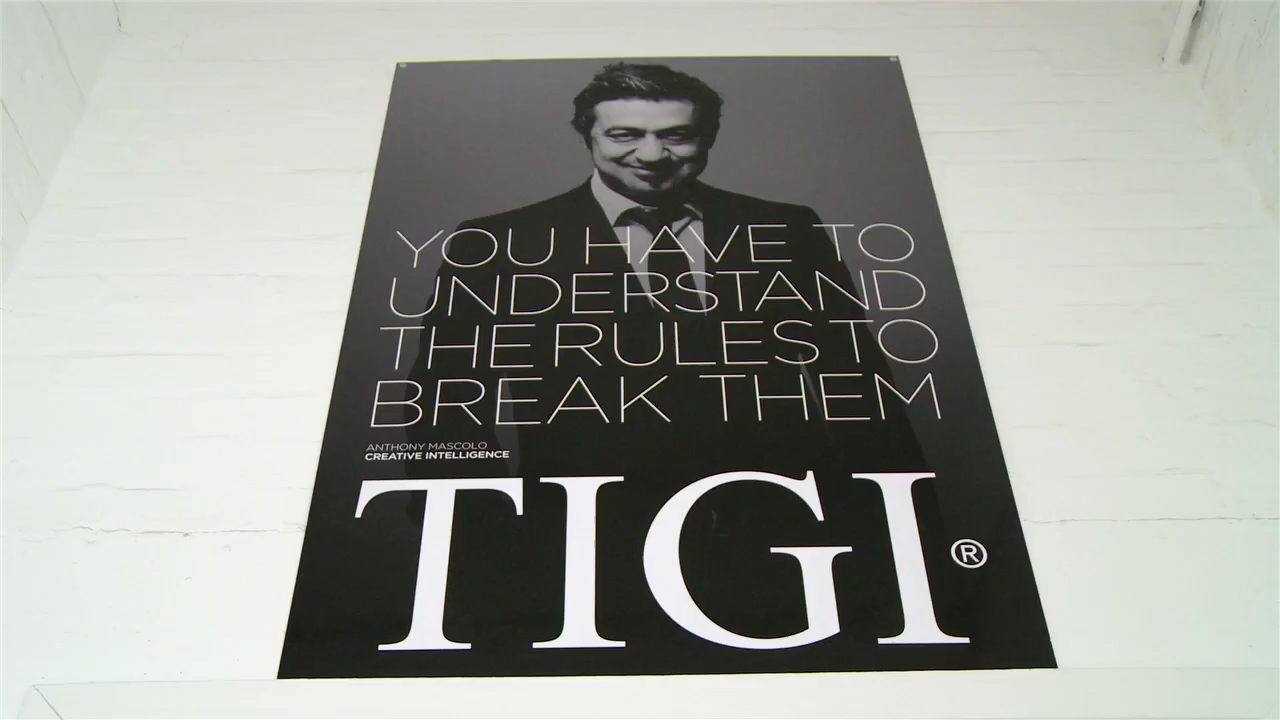 YOU HAVE TO
UNDERSTAND
THE RULES TO
BREAK THEM
ANTHONY MASCOLO
CREATIVE INTELLIGENCE
TIGI®